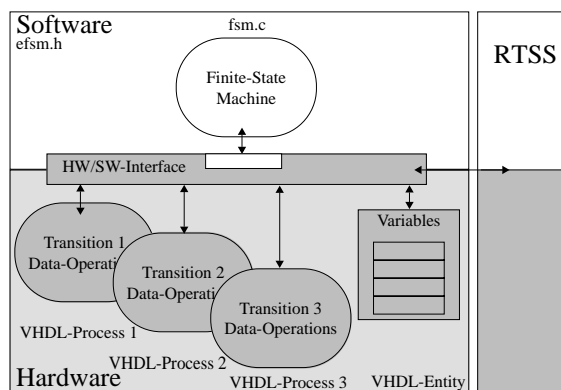 Software
efsm.h
fsm.c
Finite-State
Machine
RTSS
HW/SW-Interface
Transition 1
Data-Operati
Transition 2
Data-Operati
Transition 3
Data-Operations
Variables
VHDL-Process 1
VHDL-Process 2
VHDL-Process 3
VHDL-Entity
Hardware